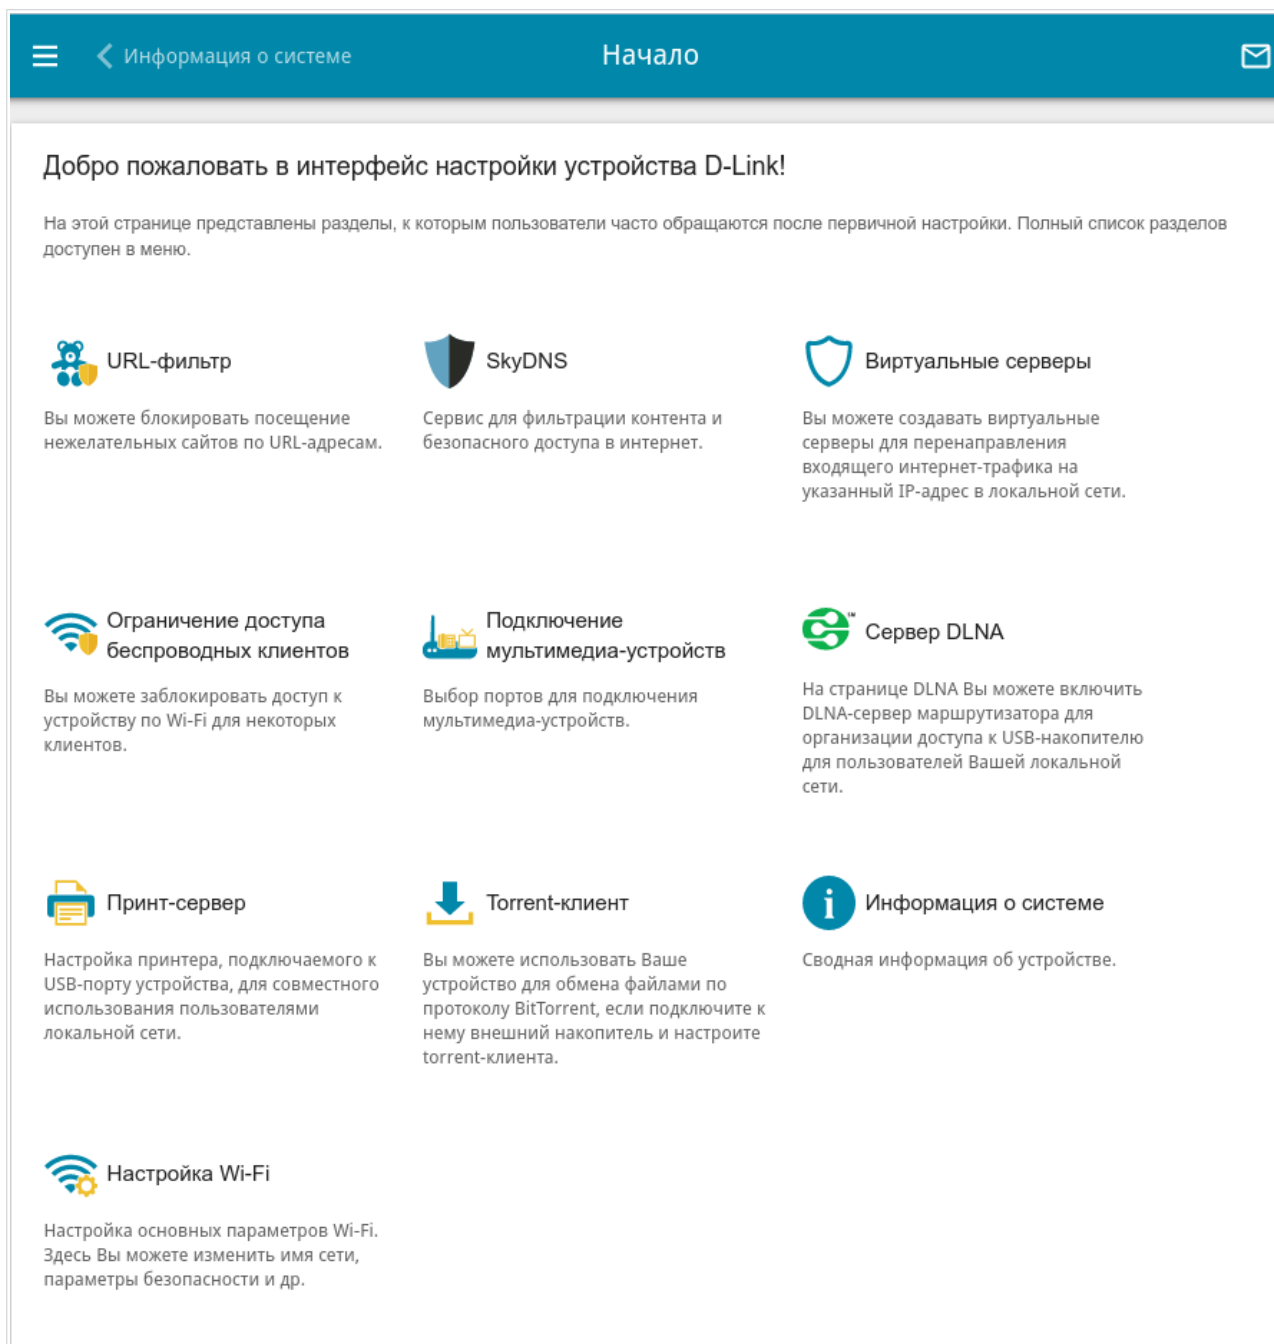 Информация о системе
Начало
Добро пожаловать в интерфейс настройки устройства D-Link!
На этой странице представлены разделы, к которым пользователи часто обращаются после первичной настройки. Полный список разделов
доступен в меню.
URL-фильтр
Вы можете блокировать посещение
нежелательных сайтов по URL-адресам.
SkyDNS
Сервис для фильтрации контента и
безопасного доступа в интернет.
Виртуальные серверы
Вы можете создавать виртуальные
серверы для перенаправления
входящего интернет-трафика на
указанный IP-адрес в локальной сети.
Ограничение доступа
беспроводных клиентов
Вы можете заблокировать доступ к
устройству по Wi-Fi для некоторых
клиентов.
Подключение
мультимедиа-устройств
Выбор портов для подключения
мультимедиа-устройств.
Сервер DLNA
На странице DLNA Вы можете включить
DLNA-сервер маршрутизатора для
организации доступа к USB-накопителю
для пользователей Вашей локальной
сети.
Принт-сервер
Настройка принтера, подключаемого к
USB-порту устройства, для совместного
использования пользователями
локальной сети.
Torrent-клиент
Вы можете использовать Ваше
устройство для обмена файлами по
протоколу BitTorrent, если подключите к
нему внешний накопитель и настроите
torrent-клиента.
Информация о системе
Сводная информация об устройстве.
Настройка Wi-Fi
Настройка основных параметров Wi-Fi.
Здесь Вы можете изменить имя сети,
параметры безопасности и др.